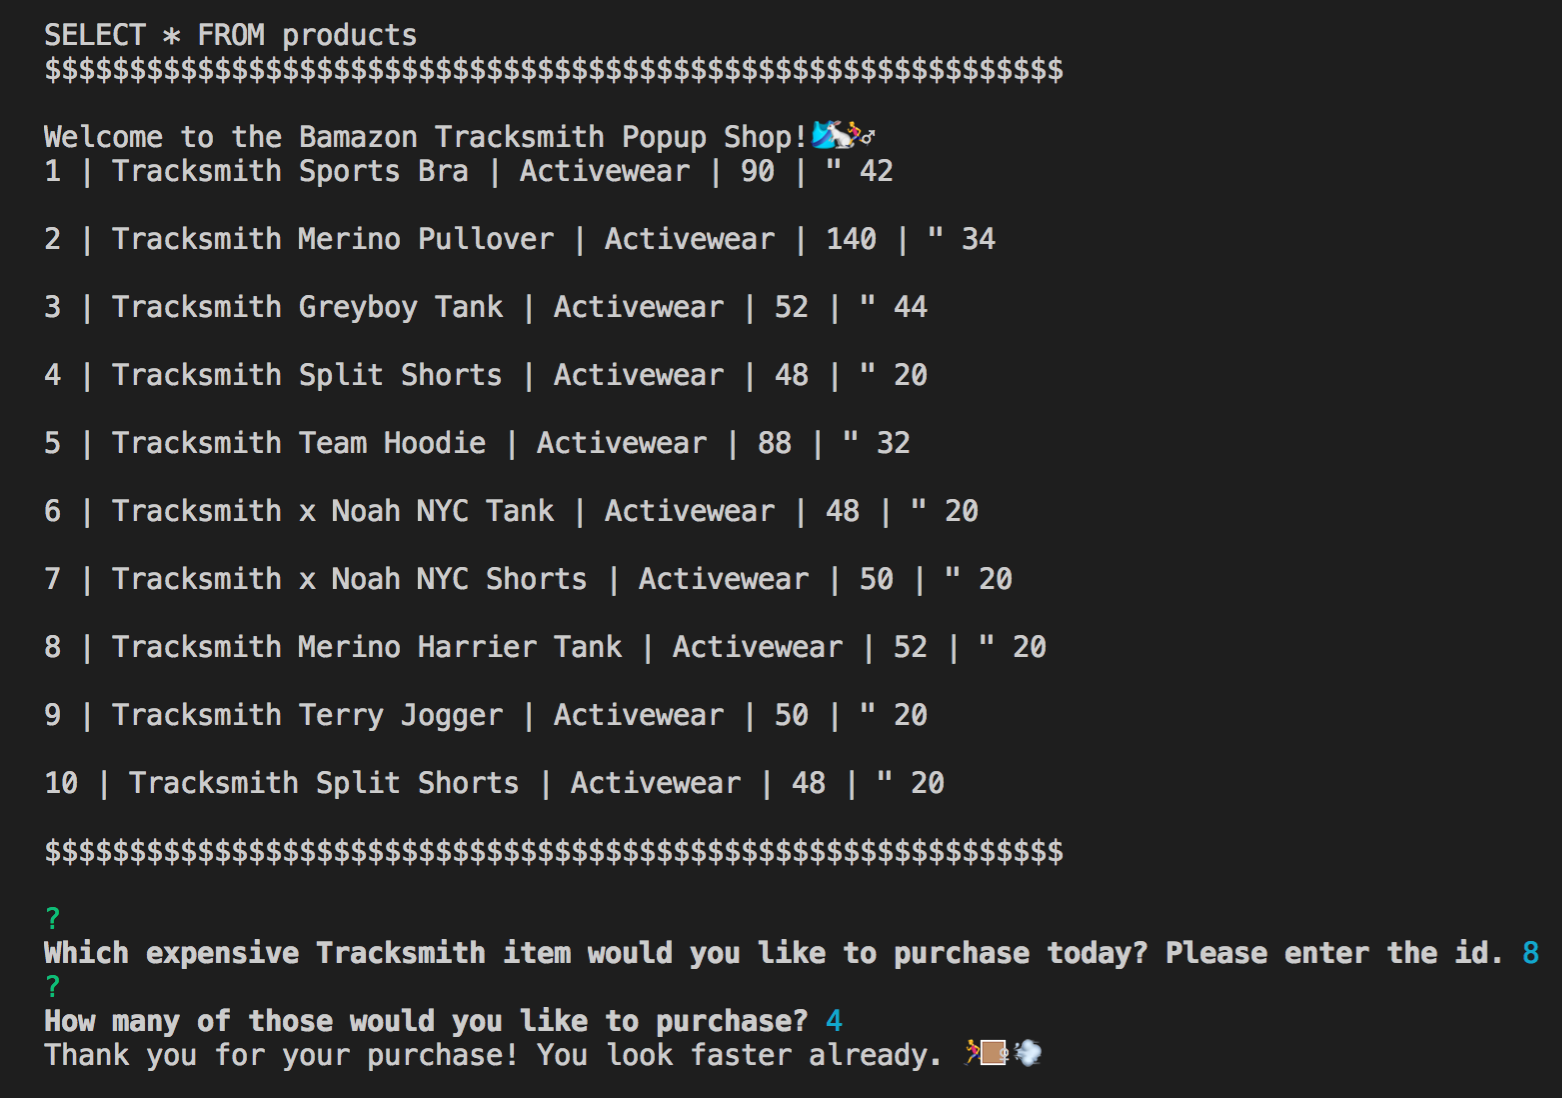 SELECT * FROM products
$$$$$$$$$$$$$$$$$$$$$$$$$$$$$$$$$$$$$$$$$$$$$$$$$$$$$$$$$$$$
Welcome to the Bamazon Tracksmith Popup Shop!🎽🐇🏃‍♂
1 | Tracksmith Sports Bra | Activewear | 90 | " 42
2 | Tracksmith Merino Pullover | Activewear | 140 | " 34
3 | Tracksmith Greyboy Tank | Activewear | 52 | " 44
4 | Tracksmith Split Shorts | Activewear | 48 | " 20
5 | Tracksmith Team Hoodie | Activewear | 88 | " 32
6 | Tracksmith x Noah NYC Tank | Activewear | 48 | " 20
7 | Tracksmith x Noah NYC Shorts | Activewear | 50 | " 20
8 | Tracksmith Merino Harrier Tank | Activewear | 52 | " 20
9 | Tracksmith Terry Jogger | Activewear | 50 | " 20
10 | Tracksmith Split Shorts | Activewear | 48 | " 20
$$$$$$$$$$$$$$$$$$$$$$$$$$$$$$$$$$$$$$$$$$$$$$$$$$$$$$$$$$$$
?
Which expensive Tracksmith item would you like to purchase today? Please enter the id. 8
?
How many of those would you like to purchase? 4
Thank you for your purchase! You look faster already. 🏃🏽‍♀💨